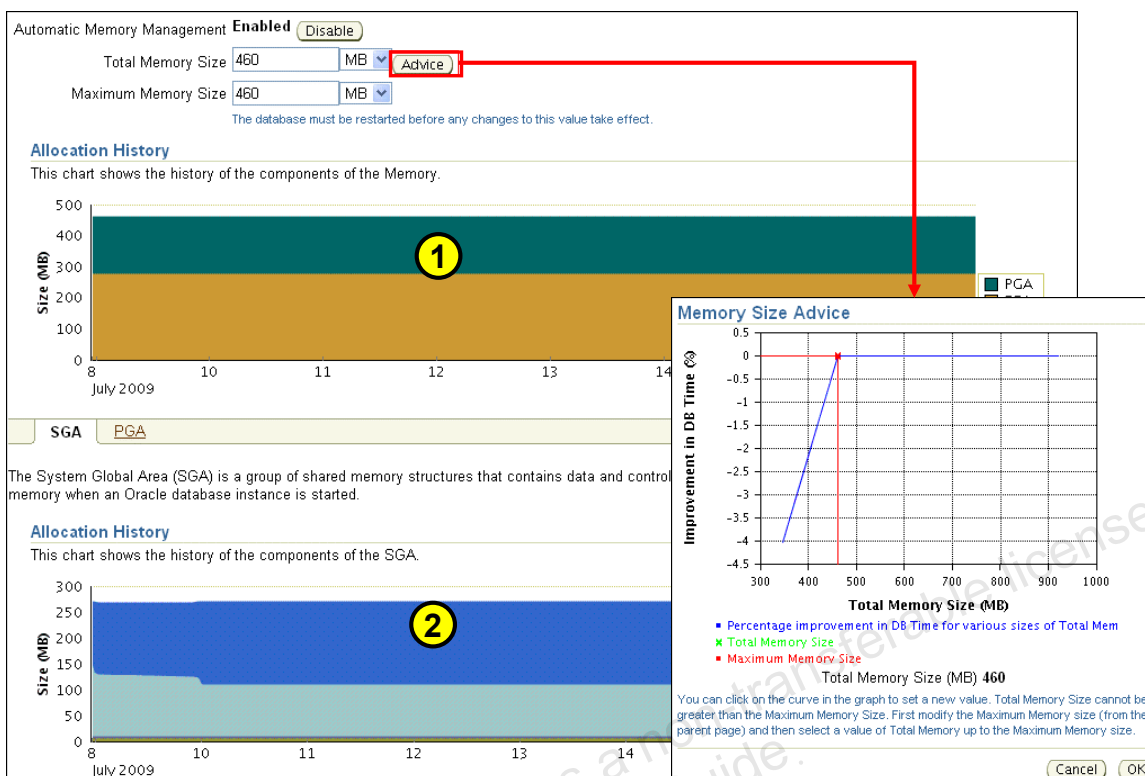 Automatic Memory Management Enabled Disable
Total Memory Size 460 MB Advice
Maximum Memory Size 460 MB
The database must be restarted before any changes to this value take effect.
Allocation History
This chart shows the history of the components of the Memory.
Size (MB)
500
400
300
200
100
0
1
8 10 11 12 13 14
July 2009
PGA
SGA PGA
The System Global Area (SGA) is a group of shared memory structures that contains data and control
memory when an Oracle database instance is started.
Allocation History
This chart shows the history of the components of the SGA.
Size (MB)
300
250
200
150
100
50
0
2
8 10 11 12 13 14
July 2009
Memory Size Advice
Improvement in DB Time (%)
0.5
0
-0.5
-1
-1.5
-2
-2.5
-3
-3.5
-4
-4.5
300 400 500 600 700 800 900 1000
Total Memory Size (MB)
Percentage improvement in DB Time for various sizes of Total Mem
Total Memory Size
Maximum Memory Size
Total Memory Size (MB) 460
You can click on the curve in the graph to set a new value. Total Memory Size cannot be
greater than the Maximum Memory Size. First modify the Maximum Memory size (from the
parent page) and then select a value of Total Memory up to the Maximum Memory size.
Cancel OK
s a non-transferable license